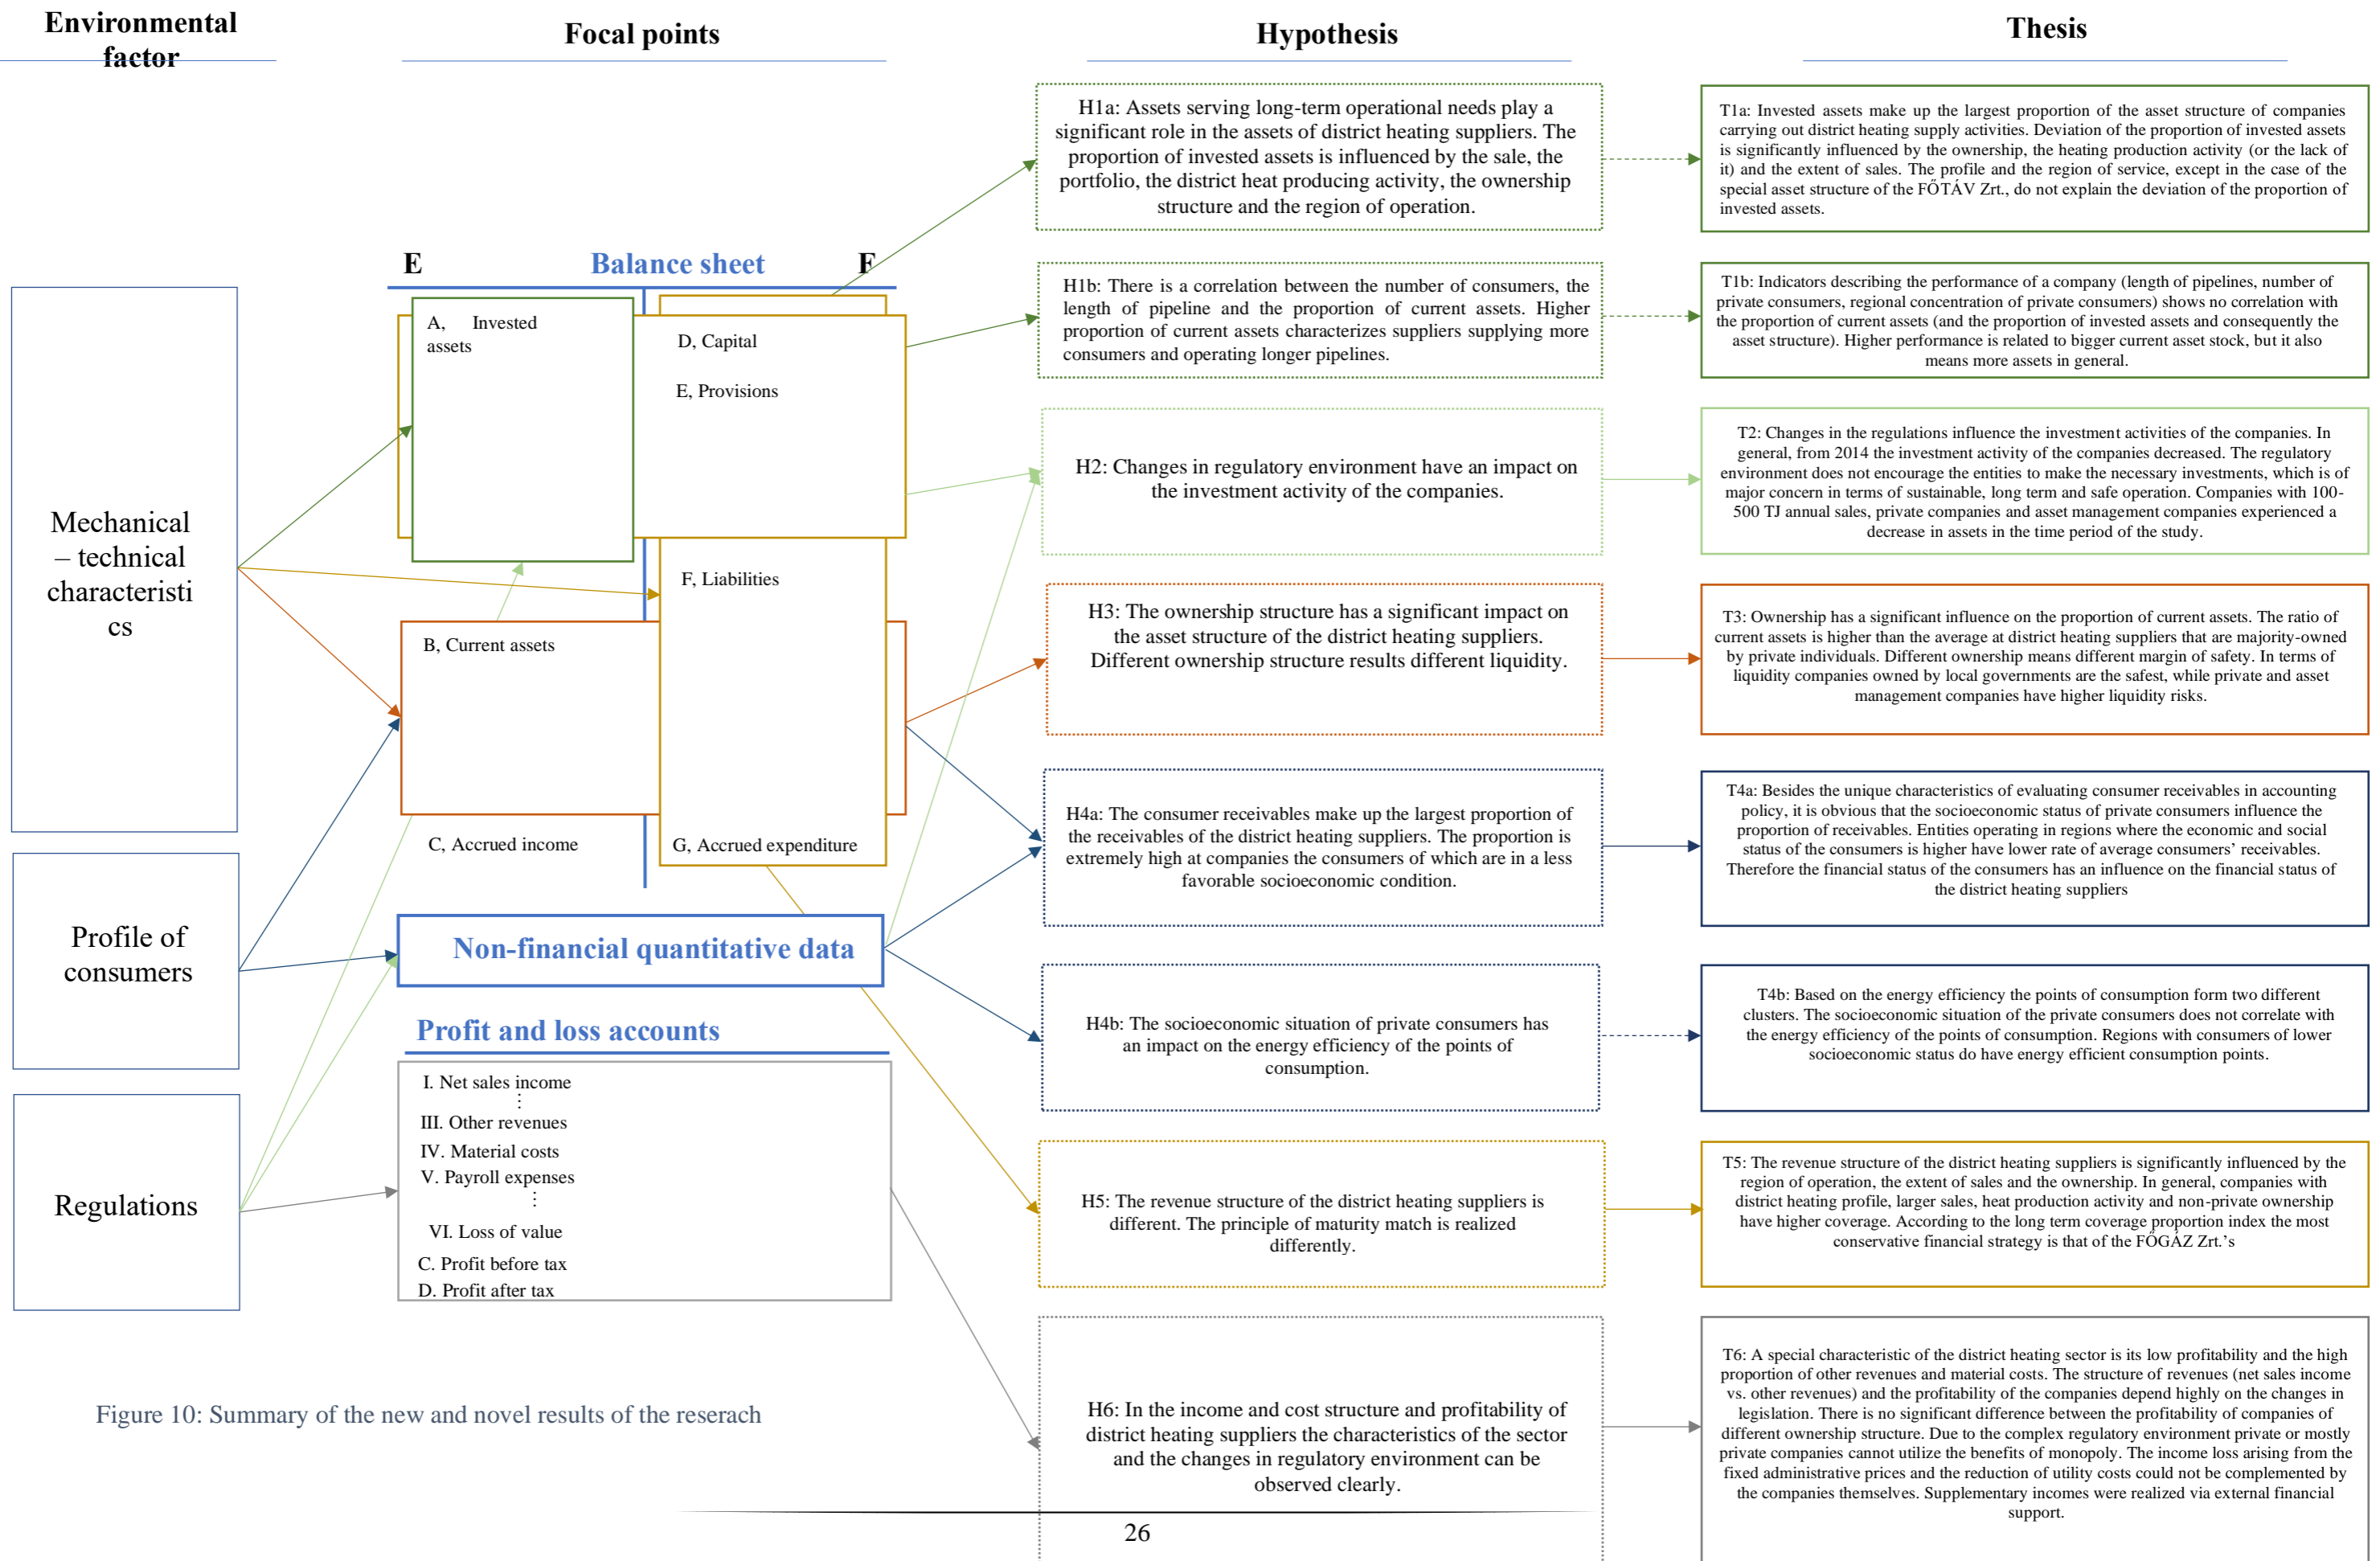 Environmental
factor
Focal points
Hypothesis
Thesis
Mechanical
– technical
characteristi
cs
Profile of
consumers
Regulations
E
Balance sheet
F
A, Invested
assets
D, Capital
E, Provisions
F, Liabilities
B, Current assets
C, Accrued income
G, Accrued expenditure
Non-financial quantitative data
Profit and loss accounts
I. Net sales income
⋮
III. Other revenues
IV. Material costs
V. Payroll expenses
⋮
VI. Loss of value
C. Profit before tax
D. Profit after tax
H1a: Assets serving long-term operational needs play a
significant role in the assets of district heating suppliers. The
proportion of invested assets is influenced by the sale, the
portfolio, the district heat producing activity, the ownership
structure and the region of operation.
H1b: There is a correlation between the number of consumers, the
length of pipeline and the proportion of current assets. Higher
proportion of current assets characterizes suppliers supplying more
consumers and operating longer pipelines.
H2: Changes in regulatory environment have an impact on
the investment activity of the companies.
H3: The ownership structure has a significant impact on
the asset structure of the district heating suppliers.
Different ownership structure results different liquidity.
H4a: The consumer receivables make up the largest proportion of
the receivables of the district heating suppliers. The proportion is
extremely high at companies the consumers of which are in a less
favorable socioeconomic condition.
H4b: The socioeconomic situation of private consumers has
an impact on the energy efficiency of the points of
consumption.
H5: The revenue structure of the district heating suppliers is
different. The principle of maturity match is realized
differently.
H6: In the income and cost structure and profitability of
district heating suppliers the characteristics of the sector
and the changes in regulatory environment can be
observed clearly.
T1a: Invested assets make up the largest proportion of the asset structure of companies
carrying out district heating supply activities. Deviation of the proportion of invested assets
is significantly influenced by the ownership, the heating production activity (or the lack of
it) and the extent of sales. The profile and the region of service, except in the case of the
special asset structure of the FŐTÁV Zrt., do not explain the deviation of the proportion of
invested assets.
T1b: Indicators describing the performance of a company (length of pipelines, number of
private consumers, regional concentration of private consumers) shows no correlation with
the proportion of current assets (and the proportion of invested assets and consequently the
asset structure). Higher performance is related to bigger current asset stock, but it also
means more assets in general.
T2: Changes in the regulations influence the investment activities of the companies. In
general, from 2014 the investment activity of the companies decreased. The regulatory
environment does not encourage the entities to make the necessary investments, which is of
major concern in terms of sustainable, long term and safe operation. Companies with 100-
500 TJ annual sales, private companies and asset management companies experienced a
decrease in assets in the time period of the study.
T3: Ownership has a significant influence on the proportion of current assets. The ratio of
current assets is higher than the average at district heating suppliers that are majority-owned
by private individuals. Different ownership means different margin of safety. In terms of
liquidity companies owned by local governments are the safest, while private and asset
management companies have higher liquidity risks.
T4a: Besides the unique characteristics of evaluating consumer receivables in accounting
policy, it is obvious that the socioeconomic status of private consumers influence the
proportion of receivables. Entities operating in regions where the economic and social
status of the consumers is higher have lower rate of average consumers’ receivables.
Therefore the financial status of the consumers has an influence on the financial status of
the district heating suppliers
T4b: Based on the energy efficiency the points of consumption form two different
clusters. The socioeconomic situation of the private consumers does not correlate with
the energy efficiency of the points of consumption. Regions with consumers of lower
socioeconomic status do have energy efficient consumption points.
T5: The revenue structure of the district heating suppliers is significantly influenced by the
region of operation, the extent of sales and the ownership. In general, companies with
district heating profile, larger sales, heat production activity and non-private ownership
have higher coverage. According to the long term coverage proportion index the most
conservative financial strategy is that of the FŐGÁZ Zrt.’s
T6: A special characteristic of the district heating sector is its low profitability and the high
proportion of other revenues and material costs. The structure of revenues (net sales income
vs. other revenues) and the profitability of the companies depend highly on the changes in
legislation. There is no significant difference between the profitability of companies of
different ownership structure. Due to the complex regulatory environment private or mostly
private companies cannot utilize the benefits of monopoly. The income loss arising from the
fixed administrative prices and the reduction of utility costs could not be complemented by
the companies themselves. Supplementary incomes were realized via external financial
support.
Figure 10: Summary of the new and novel results of the reserach
26